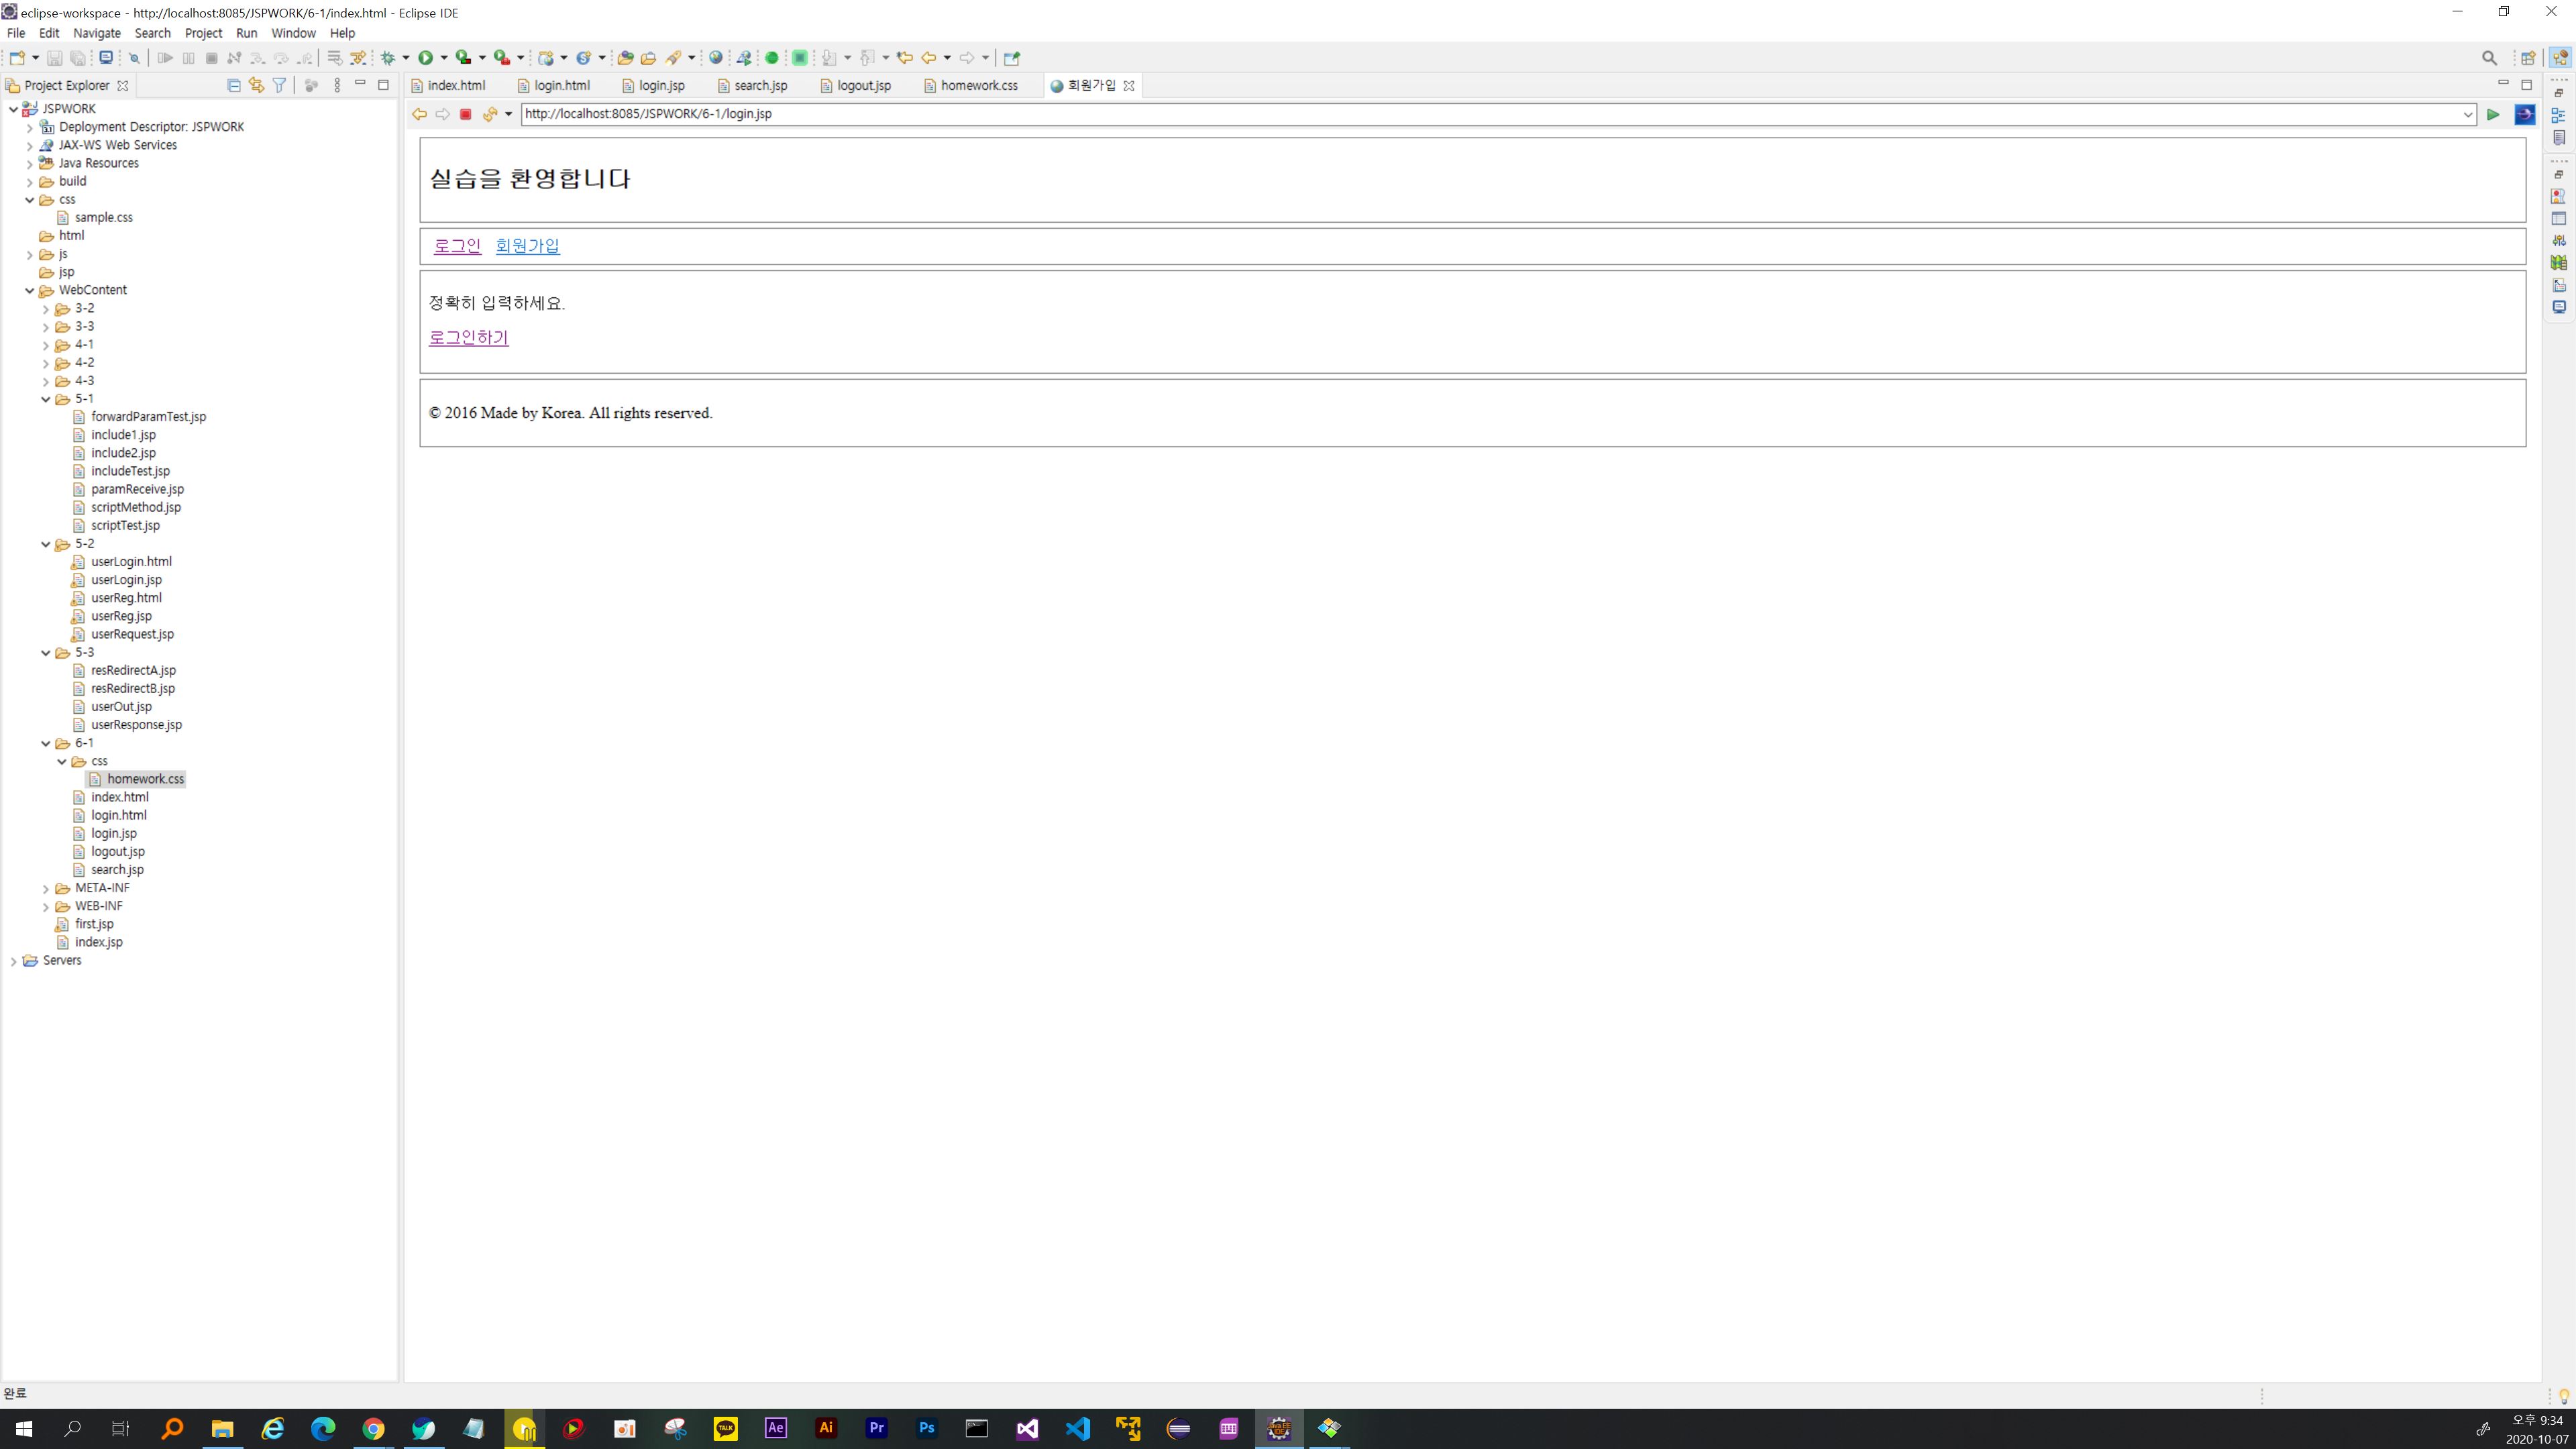 eclipse-workspace - http://localhost:8085/JSPWORK/6-1/index.html - Eclipse IDE
File Edit Navigate Search Project Run Window Help
Project Explorer
JSPWORK
Deployment Descriptor: JSPWORK
JAX-WS Web Services
Java Resources
build
css
sample.css
html
js
jsp
WebContent
3-2
3-3
4-1
4-2
4-3
5-1
forwardParamTest.jsp
include1.jsp
include2.jsp
includeTest.jsp
paramReceive.jsp
scriptMethod.jsp
scriptTest.jsp
5-2
userLogin.html
userLogin.jsp
userReg.html
userReg.jsp
userRequest.jsp
5-3
resRedirectA.jsp
resRedirectB.jsp
userOut.jsp
userResponse.jsp
6-1
css
homework.css
index.html
login.html
login.jsp
logout.jsp
search.jsp
META-INF
WEB-INF
first.jsp
index.jsp
Servers
index.html login.html login.jsp search.jsp logout.jsp homework.css 회원가입
http://localhost:8085/JSPWORK/6-1/login.jsp
실습을 환영합니다
로그인 회원가입
정확히 입력하세요.
로그인하기
© 2016 Made by Korea. All rights reserved.
완료
TALK Ae Ai Pr Ps
오후 9:34
2020-10-07